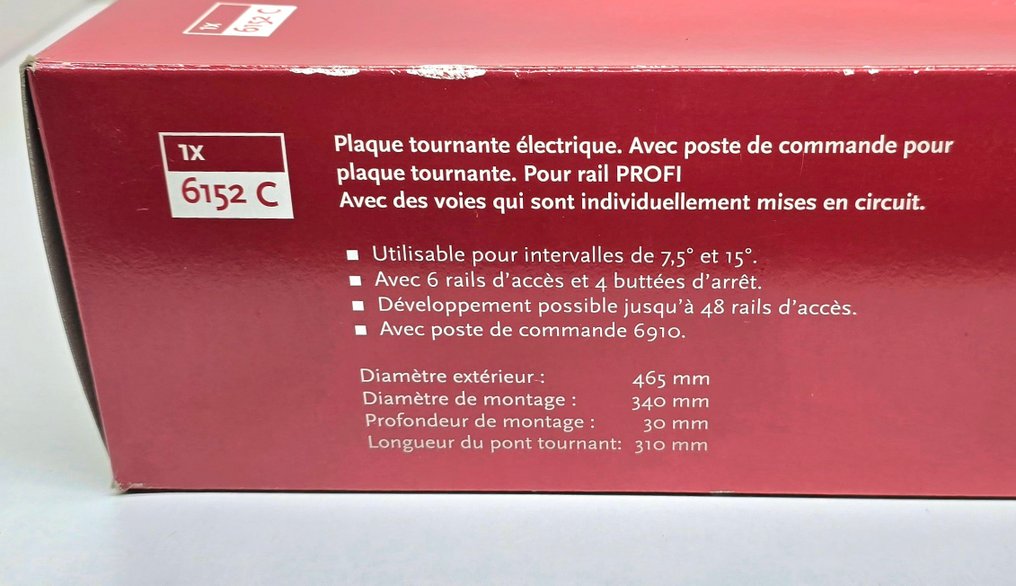 1x
6152 C
1X
6152 C
Plaque tournante électrique. Avec poste de commande pour
plaque tournante. Pour rail PROFI
Avec des voies qui sont individuellement mises en circuit.
■ Utilisable pour intervalles de 7,5° et 15°.
■ Avec 6 rails d'accès et 4 buttées d'arrêt.
■ Développement possible jusqu'à 48 rails d'accès.
■ Avec poste de commande 6910.
Diamètre extérieur : 465 mm
Diamètre de montage : 340 mm
Profondeur de montage : 30 mm
Longueur du pont tournant: 310 mm